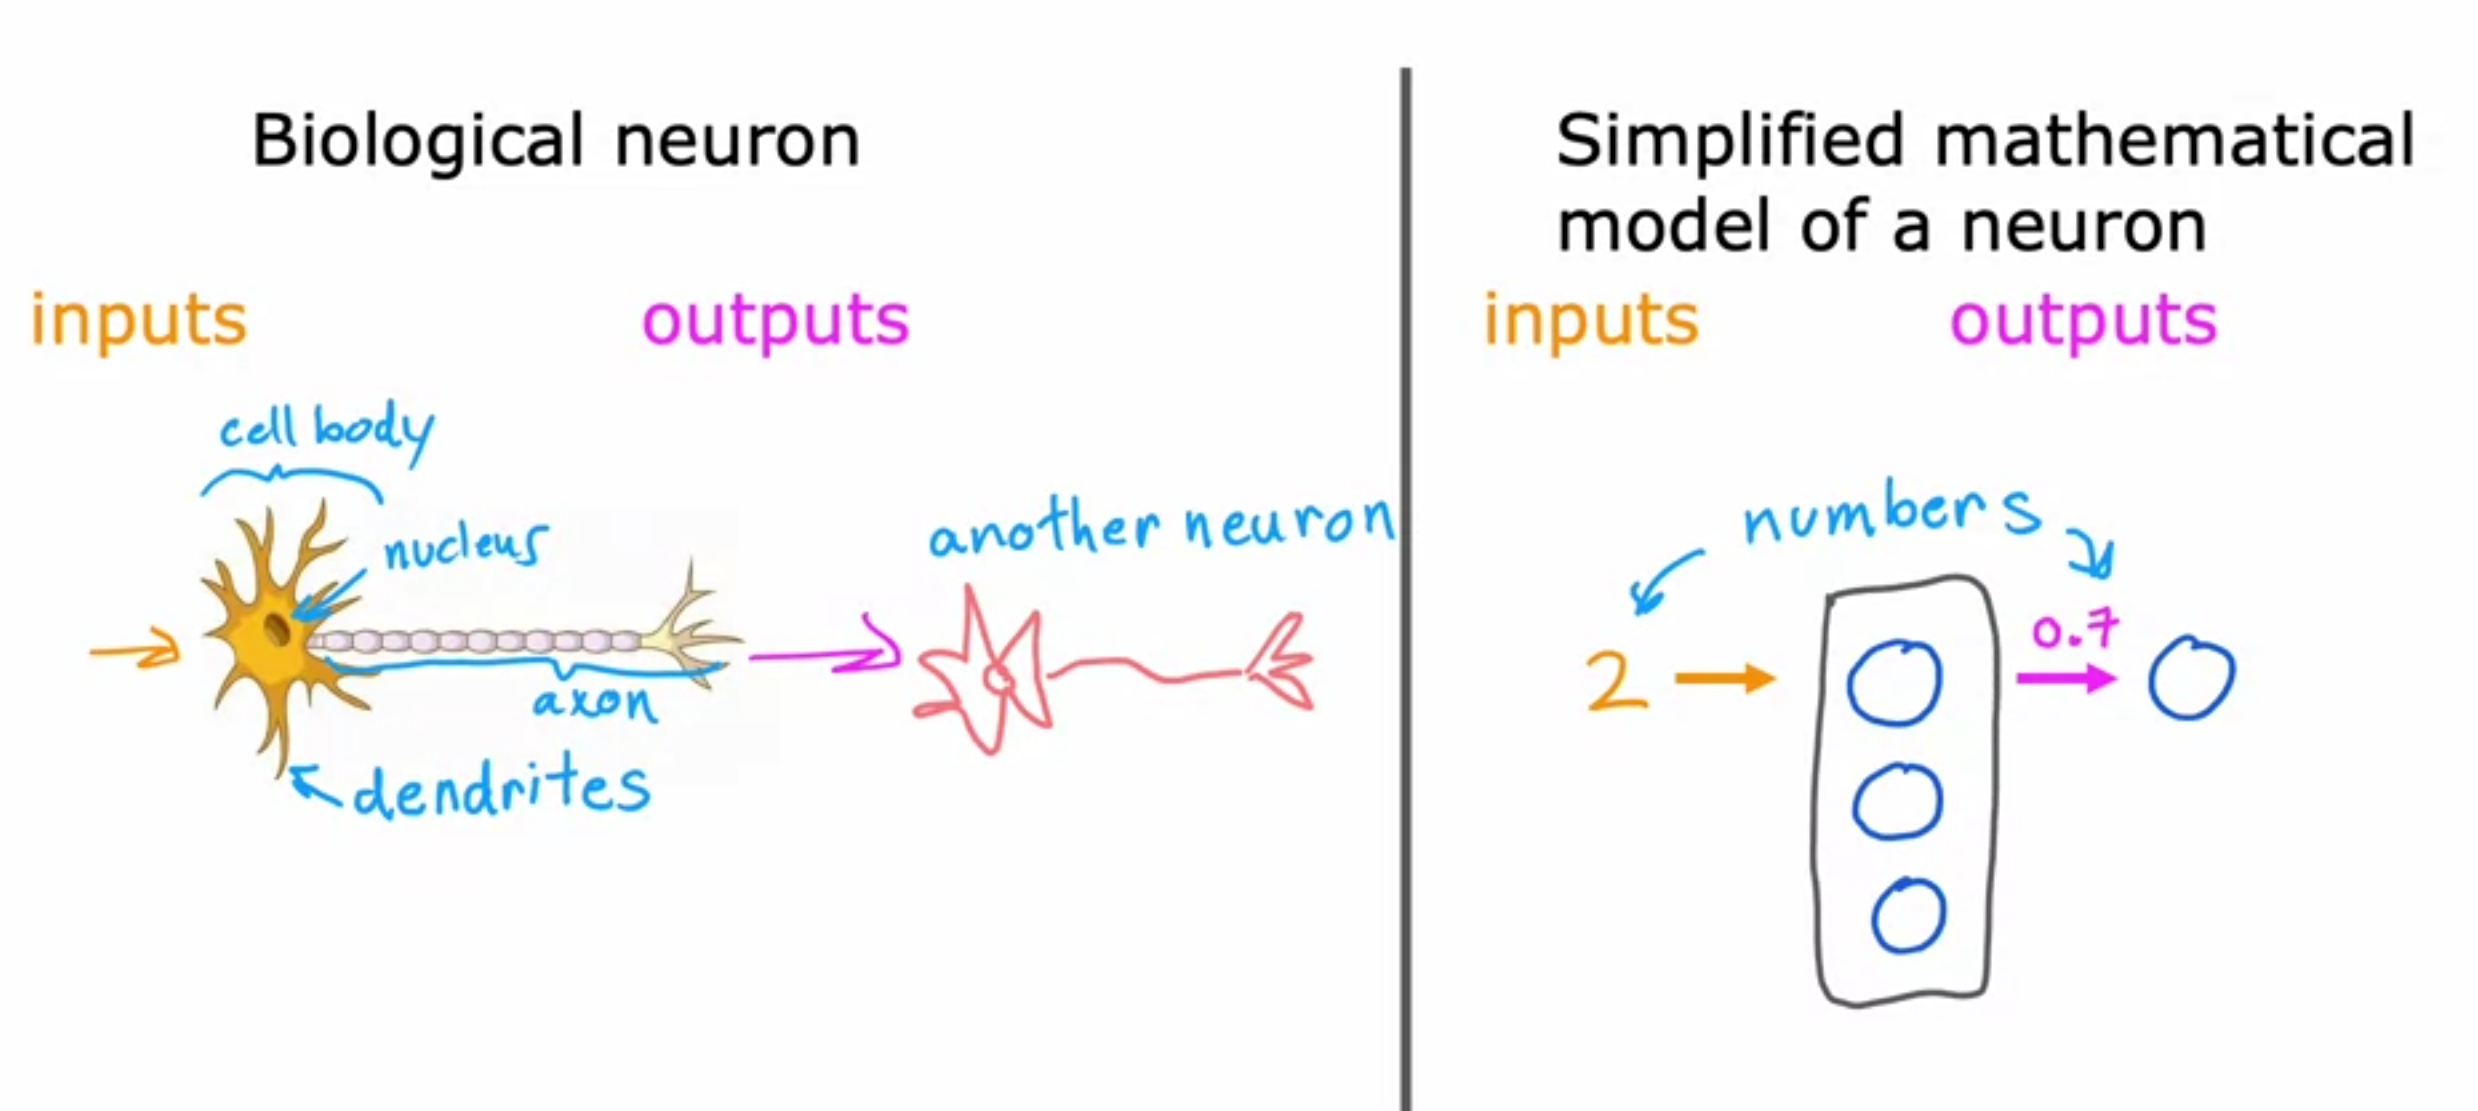 Biological neuron
inputs
outputs
cell body
nucleus
another neuron
axon
dendrites
Simplified mathematical
model of a neuron
inputs
outputs
numbers
2
0.7